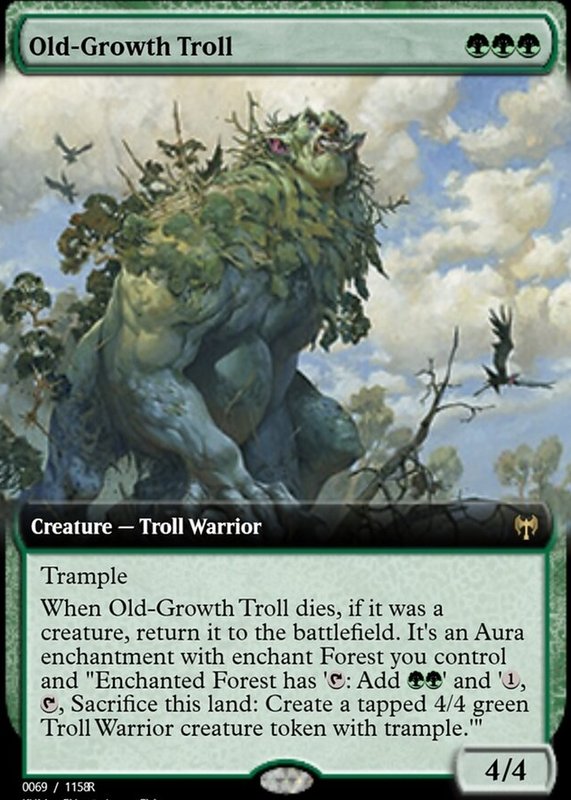 Old-Growth Troll
Creature — Troll Warrior
Trample
When Old-Growth Troll dies, if it was a
creature, return it to the battlefield. It's an Aura
enchantment with enchant Forest you control
and "Enchanted Forest has ': Add ' and '1,
, Sacrifice this land: Create a tapped 4/4 green
Troll Warrior creature token with trample.'"
4/4
0069 / 1158R